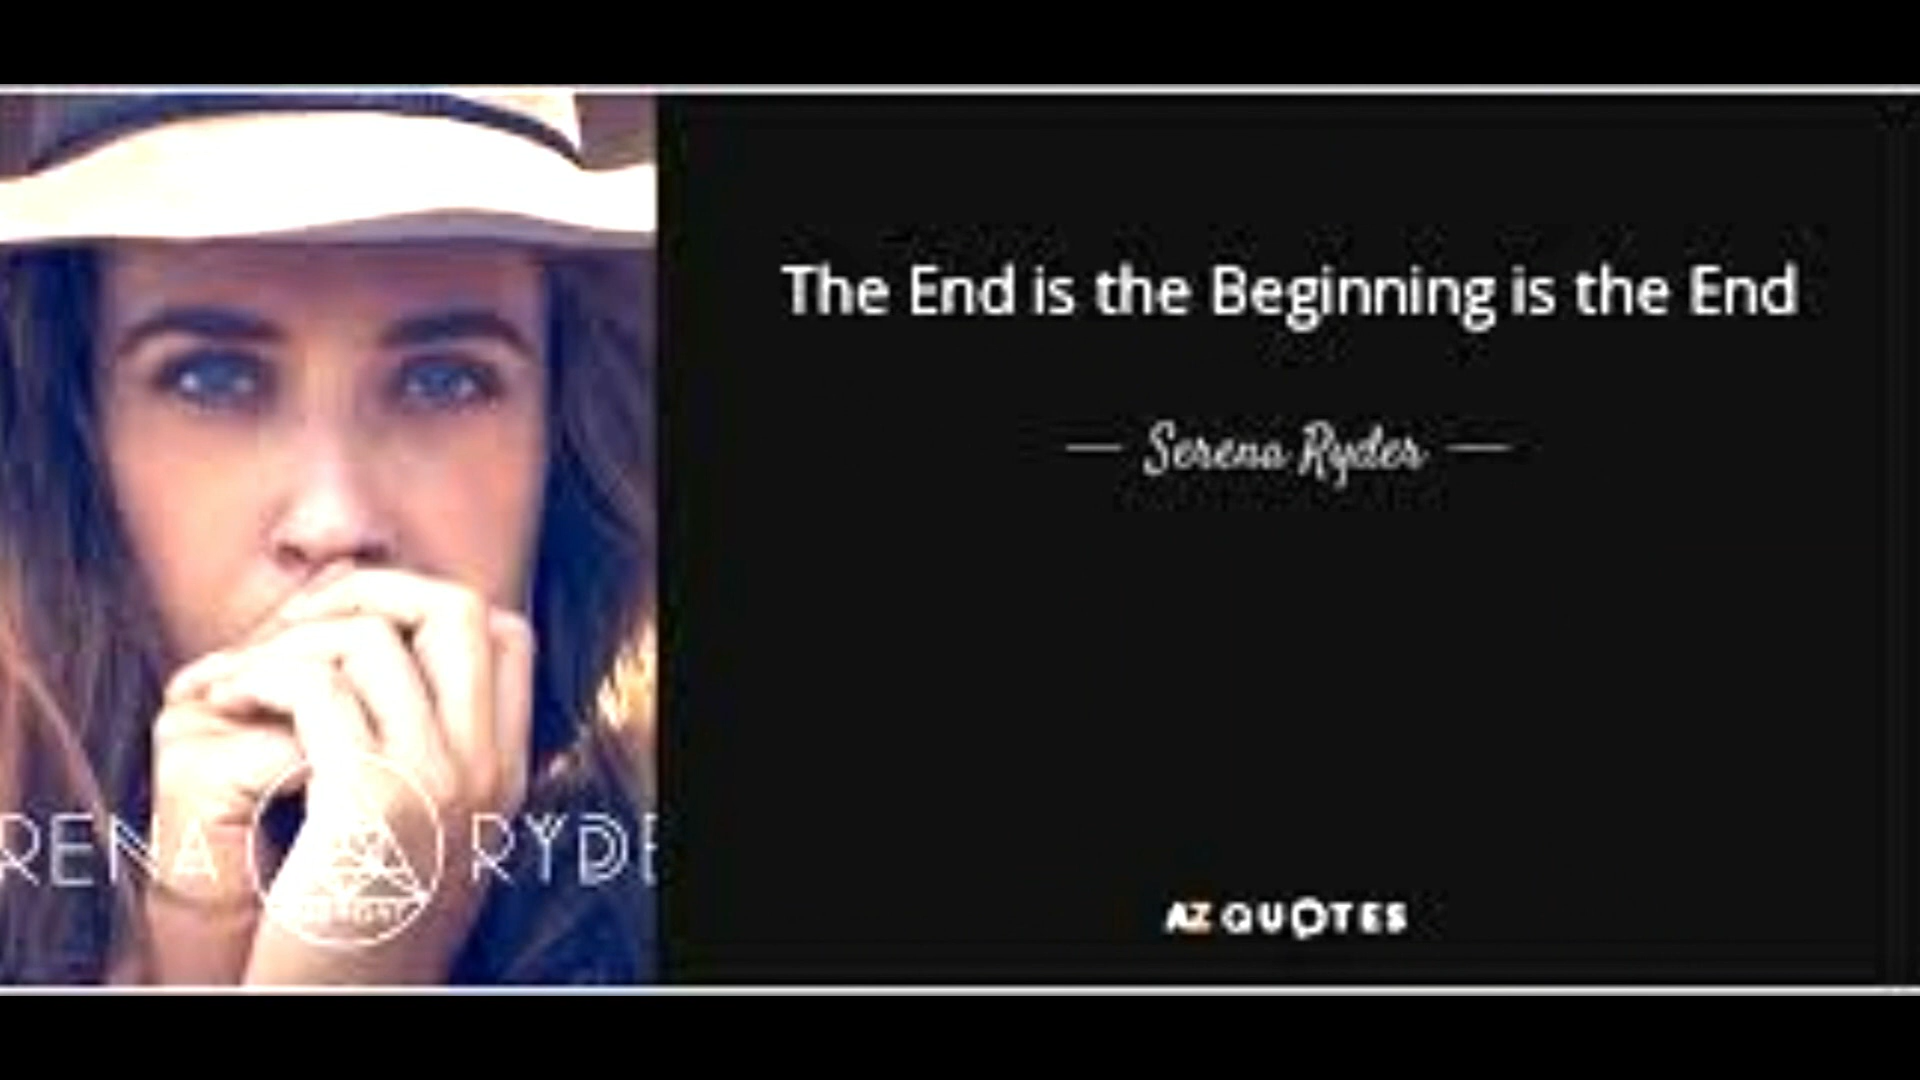 The End is the Beginning is the End
Serena Ryder
RENA RYDE
AZ QUOTES